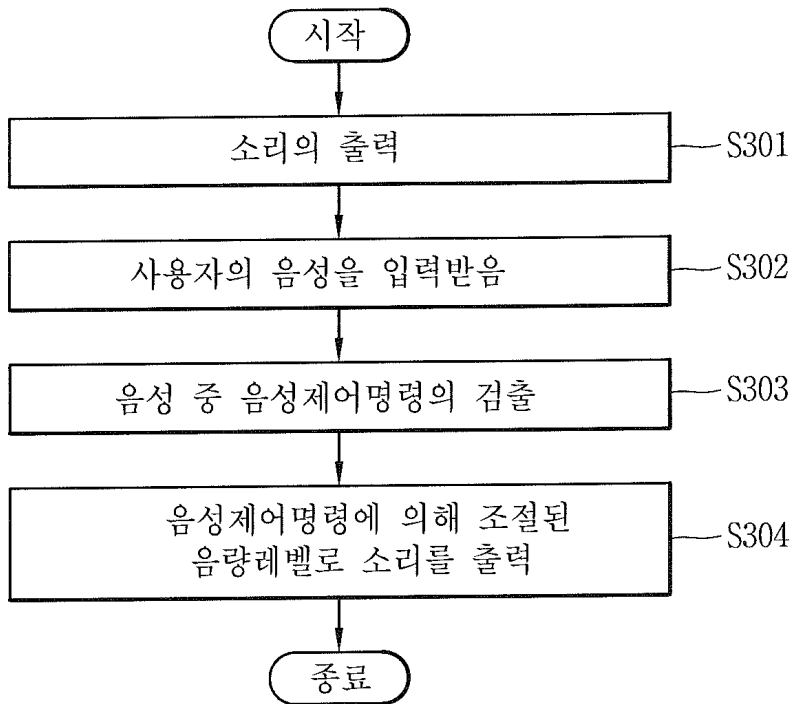 시작
소리의 출력
S301
사용자의 음성을 입력받음
S302
음성 중 음성제어명령의 검출
S303
음성제어명령에 의해 조절된
음량레벨로 소리를 출력
S304
종료